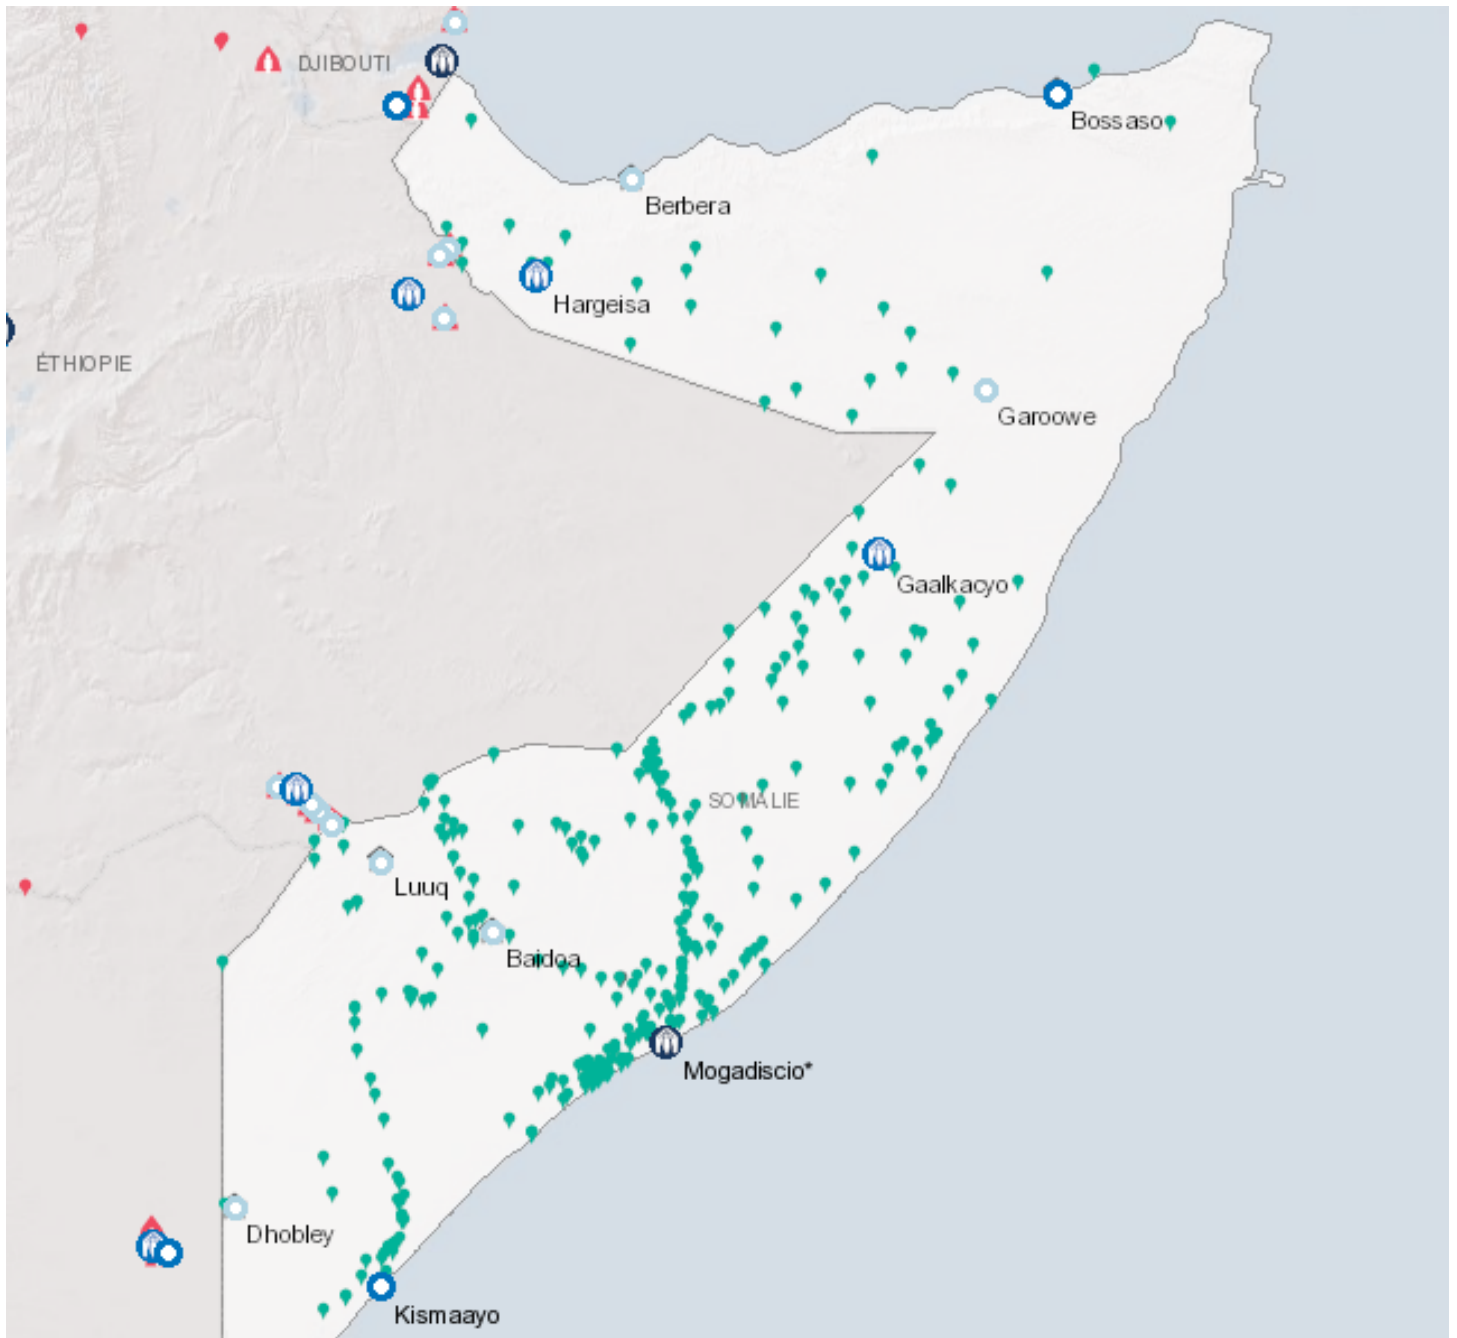 DJIBOUTI
Bossaso
Berbera
Hargeisa
ÉTHIOPIE
Garoowe
Gaalkacyo
SOMALIE
Luuq
Baidoa
Mogadiscio*
Dhobley
Kismaayo